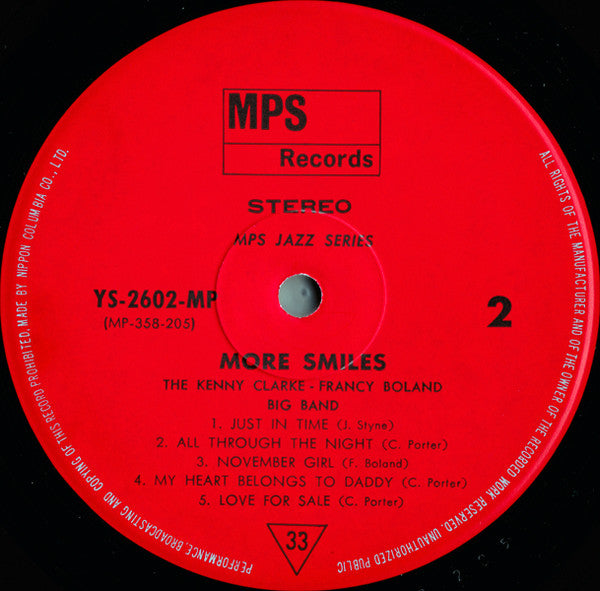 MPS
Records
STEREO
MPS JAZZ SERIES
YS-2602-MP
(MP-358-205)
2
MORE SMILES
THE KENNY CLARKE - FRANCY BOLAND
BIG BAND
1. JUST IN TIME (J. Styne)
2. ALL THROUGH THE NIGHT (C. Porter)
3. NOVEMBER GIRL (F. Boland)
4. MY HEART BELONGS TO DADDY (C. Porter)
5. LOVE FOR SALE (C. Porter)
33
ALL RIGHTS OF THE MANUFACTURER AND OF THE OWNER OF THE RECORDED WORK RESERVED. UNAUTHORIZED PUBLIC PERFORMANCE, BROADCASTING AND COPYING OF THIS RECORD PROHIBITED. MADE BY NIPPON COLUMBIA CO., LTD.